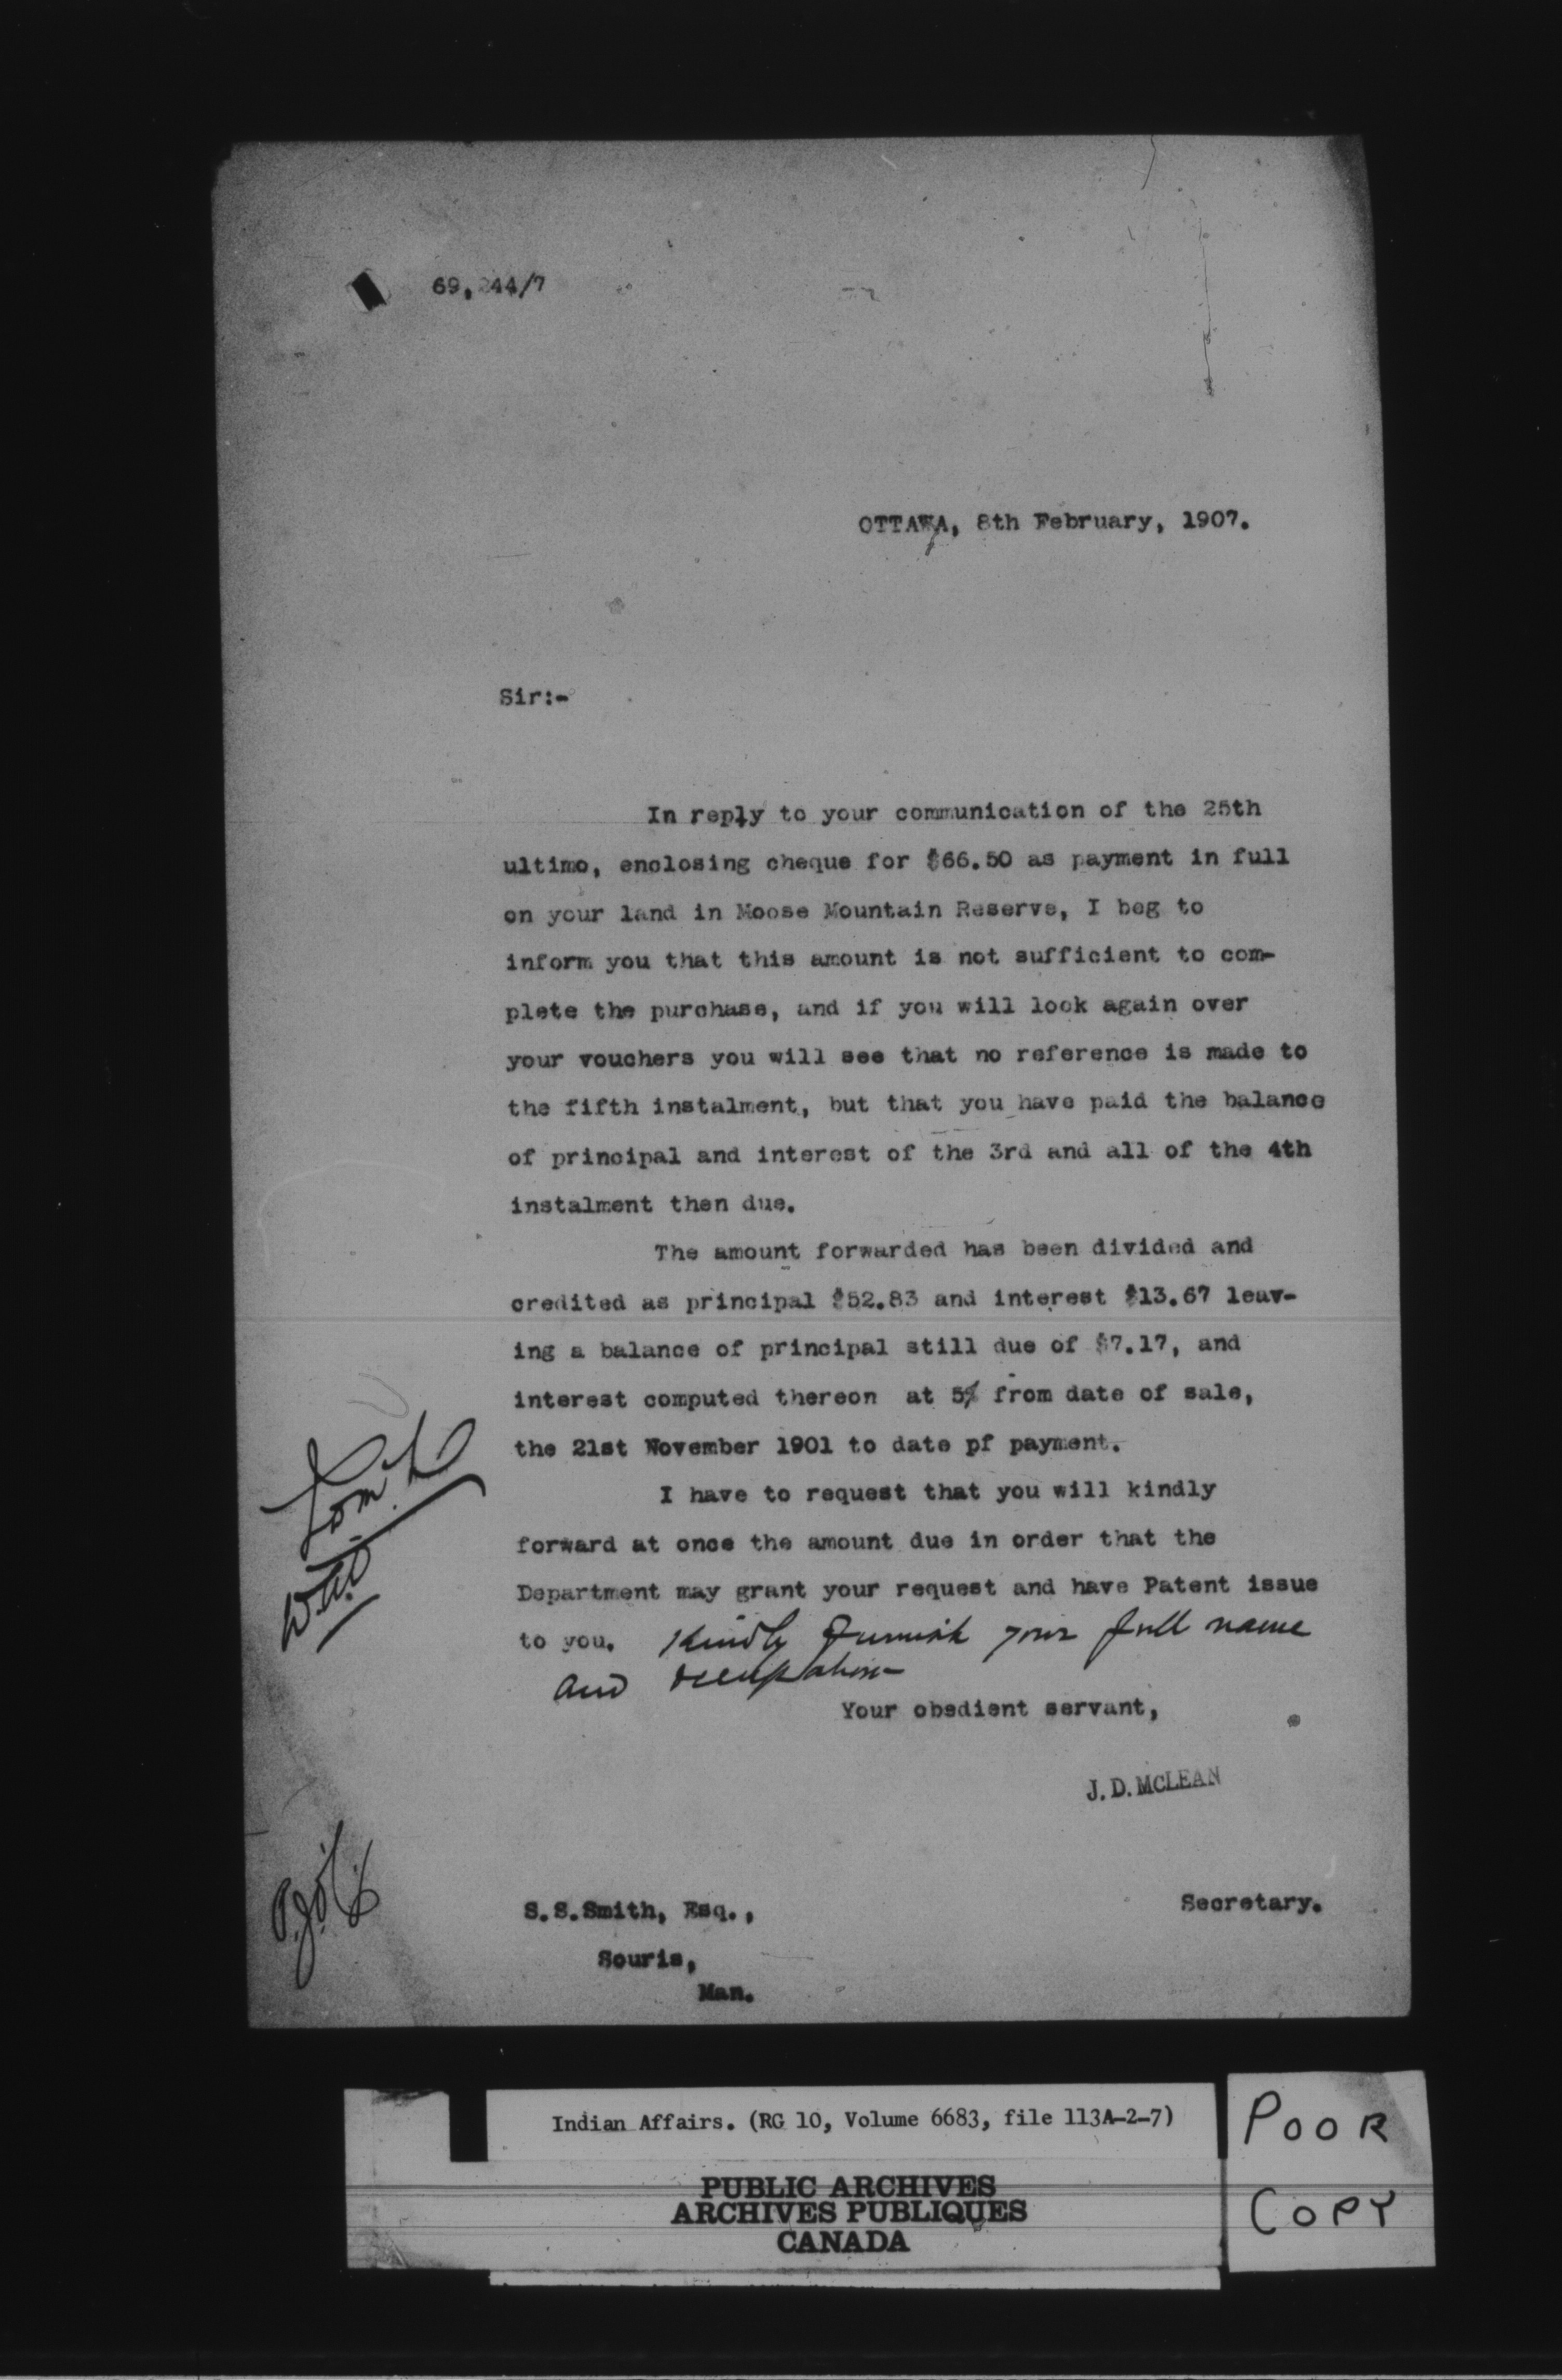 69,244/7
OTTAWA, 8th February, 1907.
Sir:-
In reply to your communication of the 25th
ultimo, enclosing cheque for $66.50 as payment in full
on your land in Moose Mountain Reserve, I beg to
inform you that this amount is not sufficient to com-
plete the purchase, and if you will look again over
your vouchers you will see that no reference is made to
the fifth instalment, but that you have paid the balance
of principal and interest of the 3rd and all of the 4th
instalment then due.
The amount forwarded has been divided and
credited as principal $52.83 and interest $13.67 leav-
ing a balance of principal still due of $7.17, and
interest computed thereon at 5% from date of sale,
the 21st November 1901 to date pf payment.
I have to request that you will kindly
forward at once the amount due in order that the
Department may grant your request and have Patent issue
to you. Kindly furnish your full name
and occupation
Your obedient servant,
J. D. MCLEAN
Secretary.
S.S.Smith, Esq.,
Souris,
Man.
Indian Affairs. (RG 10, Volume 6683, file 113A-2-7)
PUBLIC ARCHIVES
ARCHIVES PUBLIQUES
CANADA
POOR
COPY